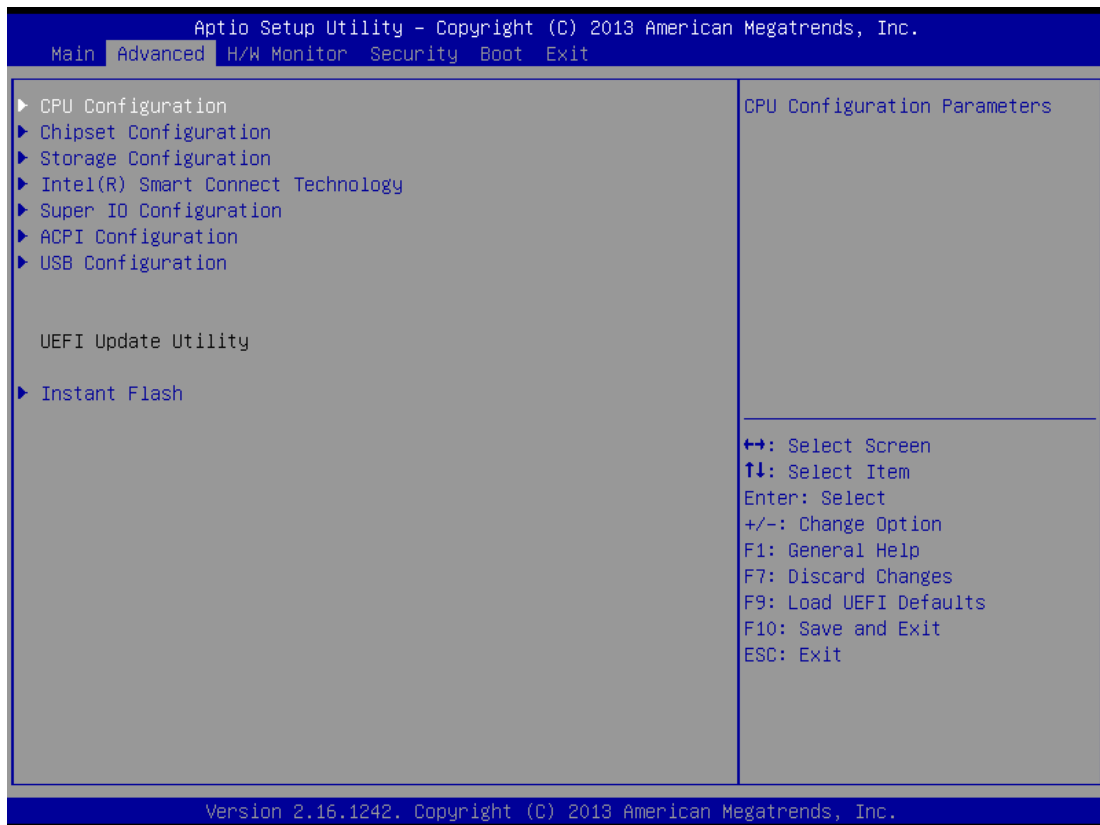 Aptio Setup Utility – Copyright (C) 2013 American Megatrends, Inc.
Main Advanced H/W Monitor Security Boot Exit
CPU Configuration
Chipset Configuration
Storage Configuration
Intel(R) Smart Connect Technology
Super IO Configuration
ACPI Configuration
USB Configuration
UEFI Update Utility
Instant Flash
CPU Configuration Parameters
↔: Select Screen
↑↓: Select Item
Enter: Select
+/-: Change Option
F1: General Help
F7: Discard Changes
F9: Load UEFI Defaults
F10: Save and Exit
ESC: Exit
Version 2.16.1242. Copyright (C) 2013 American Megatrends, Inc.